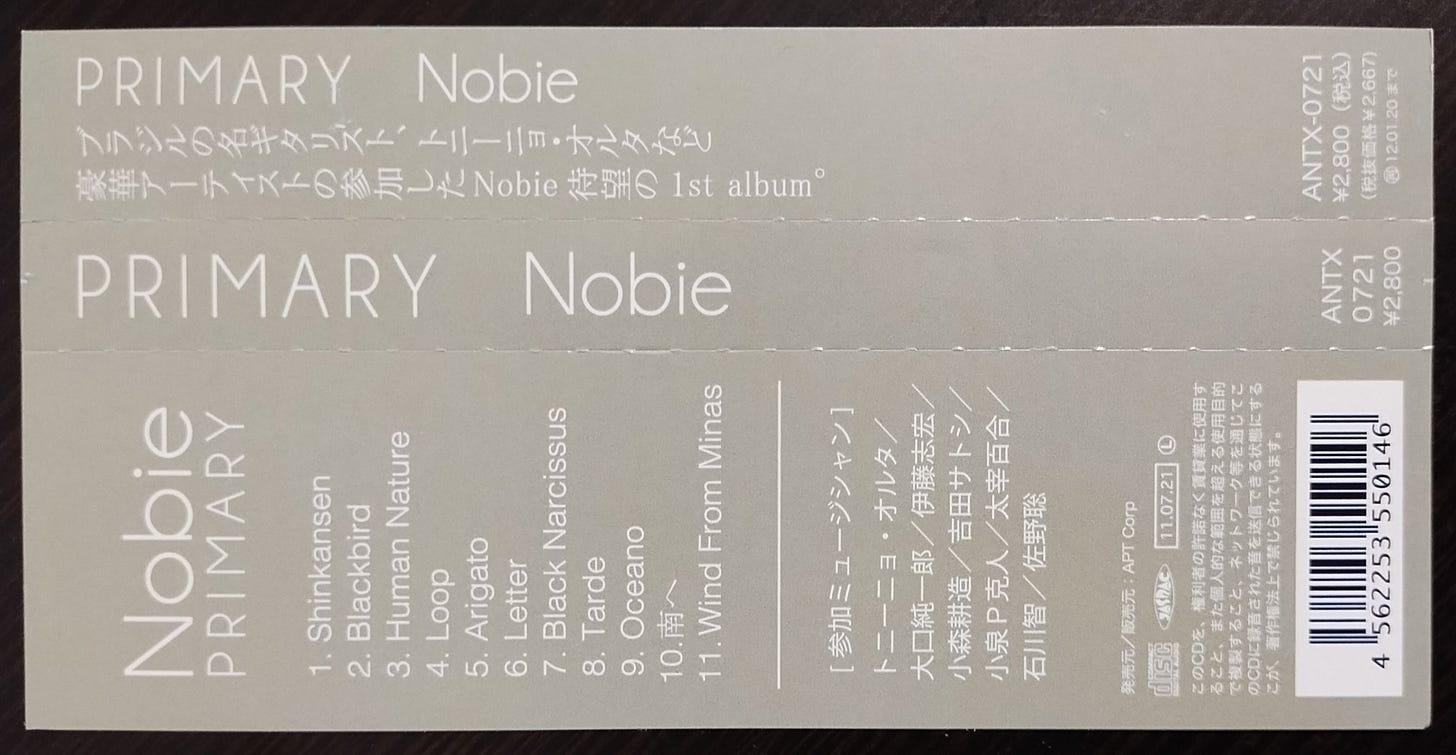 PRIMARY Nobie
ブラジルの名ギタリスト、トニーニョ・オルタなど
豪華アーティストの参加したNobie 待望の 1st album。
ANTX-0721
¥2,800(税込)
(税抜価格¥2,667)
12.01.20 まで
PRIMARY Nobie
ANTX
0721
¥2,800
Nobie
PRIMARY
1. Shinkansen
2. Blackbird
3. Human Nature
4. Loop
5. Arigato
6. Letter
7. Black Narcissus
8. Tarde
9. Oceano
10.南へ
11. Wind From Minas
[参加ミュージシャン]
トニーニョ・オルタ/
大口純一郎/伊藤志宏/
小森耕造/吉田サトシ/
小泉P克人/太宰百合/
石川智/佐野聡
発売元/販売元:APT Corp
COMPACT
disc
DIGITAL AUDIO
JASRAC
11.07.21
L
このCDを、権利者の許諾なく賃貸業に使用す
ること、また個人的な範囲を超える使用目的
で複製すること、ネットワーク等を通じてこ
のCDに録音された音を送信できる状態にする
ことが、著作権法上で禁じられています。
4 562253 550146